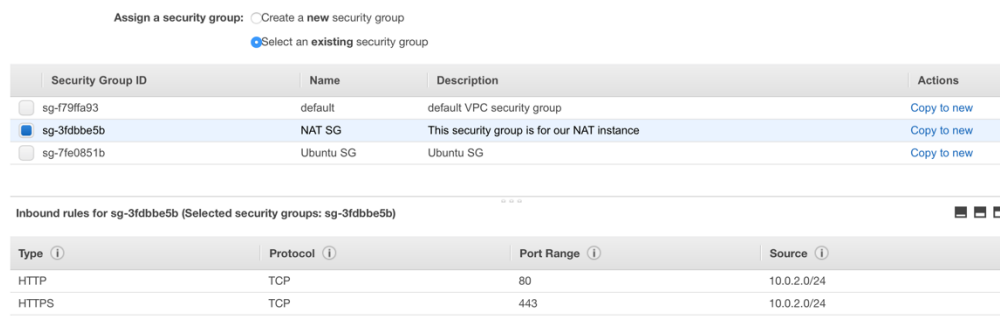 Assign a security group: Create a new security group
Select an existing security group
Security Group ID Name Description Actions
sg-f79ffa93 default default VPC security group Copy to new
sg-3fdbbe5b NAT SG This security group is for our NAT instance Copy to new
sg-7fe0851b Ubuntu SG Ubuntu SG Copy to new
Inbound rules for sg-3fdbbe5b (Selected security groups: sg-3fdbbe5b)
Type Protocol Port Range Source
HTTP TCP 80 10.0.2.0/24
HTTPS TCP 443 10.0.2.0/24